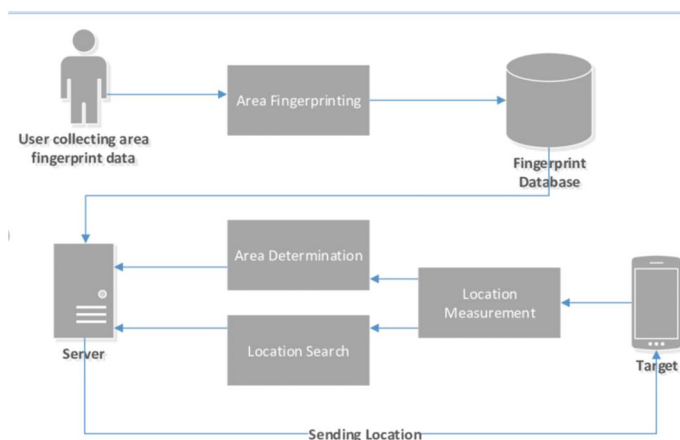 Area Fingerprinting
User collecting area
fingerprint data
Fingerprint
Database
Area Determination
Location
Measurement
Location Search
Server
Target
Sending Location